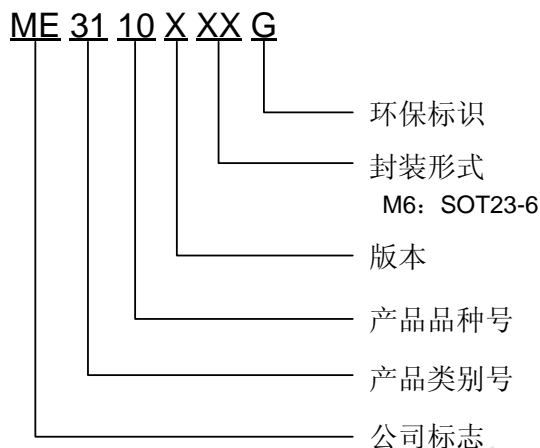 ME 31 10 X XX G
环保标识
封装形式
M6：SOT23-6
版本
产品品种号
产品类别号
公司标志